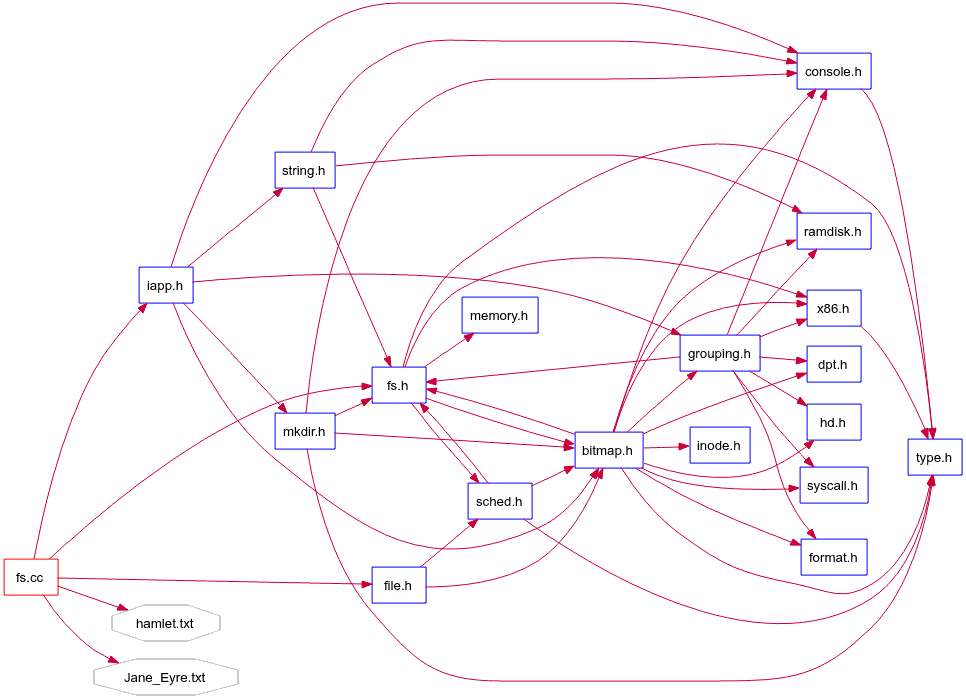 console.h
string.h
ramdisk.h
iapp.h
x86.h
memory.h
grouping.h
dpt.h
fs.h
hd.h
mkdir.h
inode.h
bitmap.h
type.h
syscall.h
sched.h
format.h
fs.cc
file.h
hamlet.txt
Jane_Eyre.txt